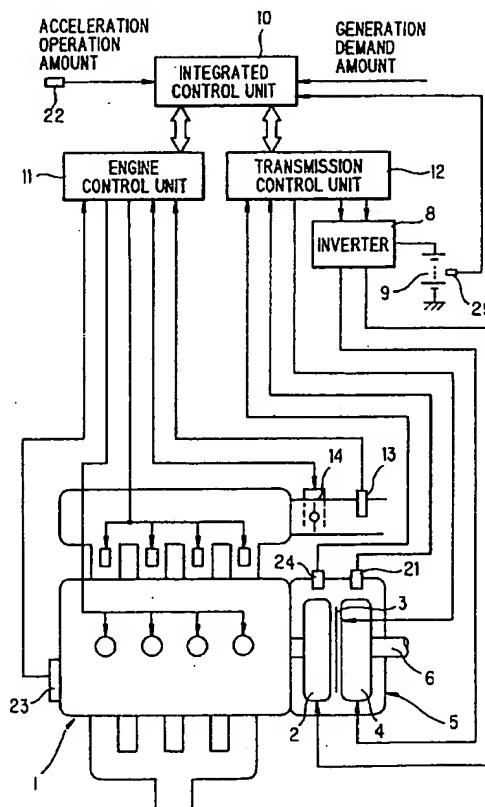 10
ACCELERATION
OPERATION
AMOUNT
GENERATION
DEMAND
AMOUNT
INTEGRATED
CONTROL UNIT
22
11
ENGINE
CONTROL UNIT
TRANSMISSION
CONTROL UNIT
12
8
INVERTER
9
29
14
13
24
21
3
6
23
1
2
4
5